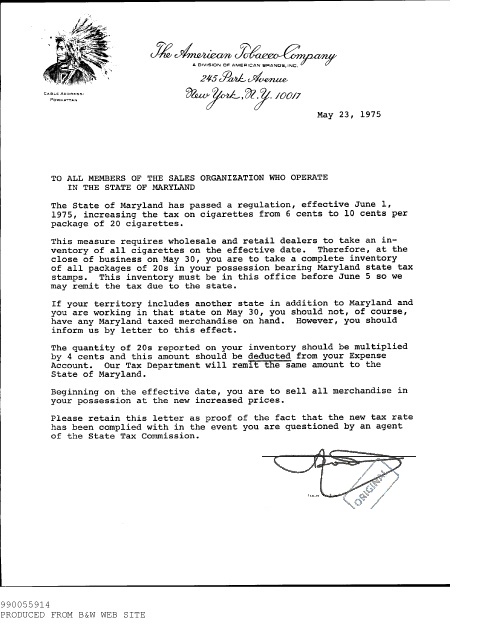 The American Tobacco Company
A DIVISION OF AMERICAN BRANDS, INC.
245 Park Avenue
New York, N.Y. 10017
CABLE ADDRESS:
POWHATTAN
May 23, 1975
TO ALL MEMBERS OF THE SALES ORGANIZATION WHO OPERATE
IN THE STATE OF MARYLAND
The State of Maryland has passed a regulation, effective June 1,
1975, increasing the tax on cigarettes from 6 cents to 10 cents per
package of 20 cigarettes.
This measure requires wholesale and retail dealers to take an in-
ventory of all cigarettes on the effective date.  Therefore, at the
close of business on May 30, you are to take a complete inventory
of all packages of 20s in your possession bearing Maryland state tax
stamps.  This inventory must be in this office before June 5 so we
may remit the tax due to the state.
If your territory includes another state in addition to Maryland and
you are working in that state on May 30, you should not, of course,
have any Maryland taxed merchandise on hand.  However, you should
inform us by letter to this effect.
The quantity of 20s reported on your inventory should be multiplied
by 4 cents and this amount should be deducted from your Expense
Account.  Our Tax Department will remit the same amount to the
State of Maryland.
Beginning on the effective date, you are to sell all merchandise in
your possession at the new increased prices.
Please retain this letter as proof of the fact that the new tax rate
has been complied with in the event you are questioned by an agent
of the State Tax Commission.
ORIGINAL
990055914
PRODUCED FROM B&W WEB SITE